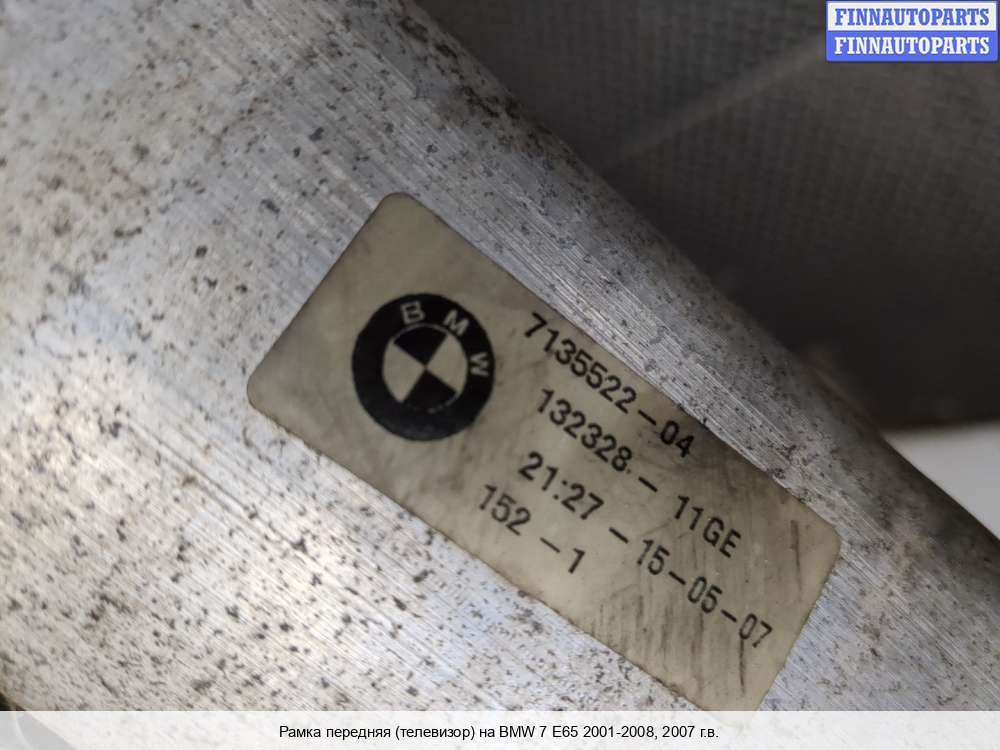 FINNAUTOPARTS
FINNAUTOPARTS
BMW
7135522-04
132328. - 11GE
21:27 - 15-05-07
152 - 1
Рамка передняя (телевизор) на BMW 7 E65 2001-2008, 2007 г.в.